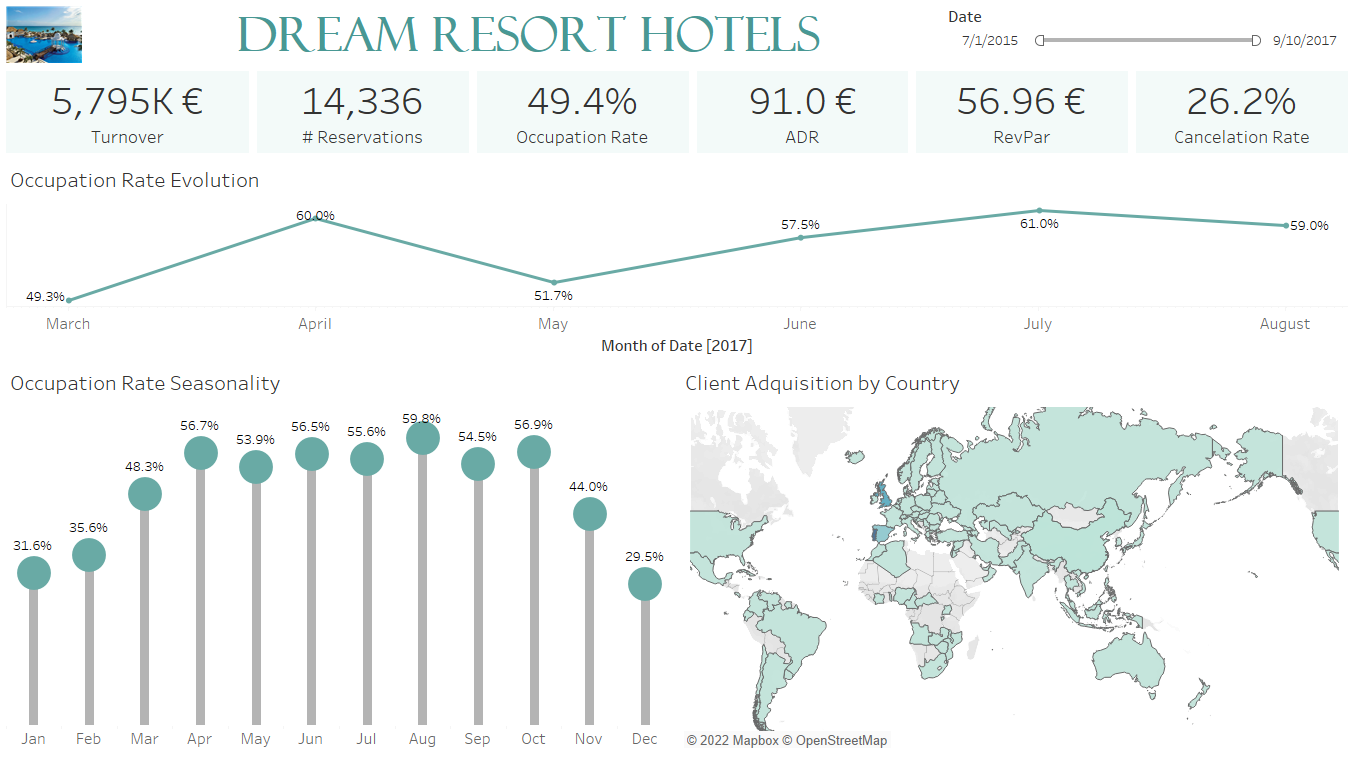 DREAM RESORT HOTELS
Date
7/1/2015 9/10/2017
5,795K €
Turnover
14,336
# Reservations
49.4%
Occupation Rate
91.0 €
ADR
56.96 €
RevPar
26.2%
Cancelation Rate
Occupation Rate Evolution
49.3% 60.0% 51.7% 57.5% 61.0% 59.0%
March April May June July August
Month of Date [2017]
Occupation Rate Seasonality
31.6% 35.6% 48.3% 56.7% 53.9% 56.5% 55.6% 59.8% 54.5% 56.9% 44.0% 29.5%
Jan Feb Mar Apr May Jun Jul Aug Sep Oct Nov Dec
Client Adquisition by Country
© 2022 Mapbox © OpenStreetMap